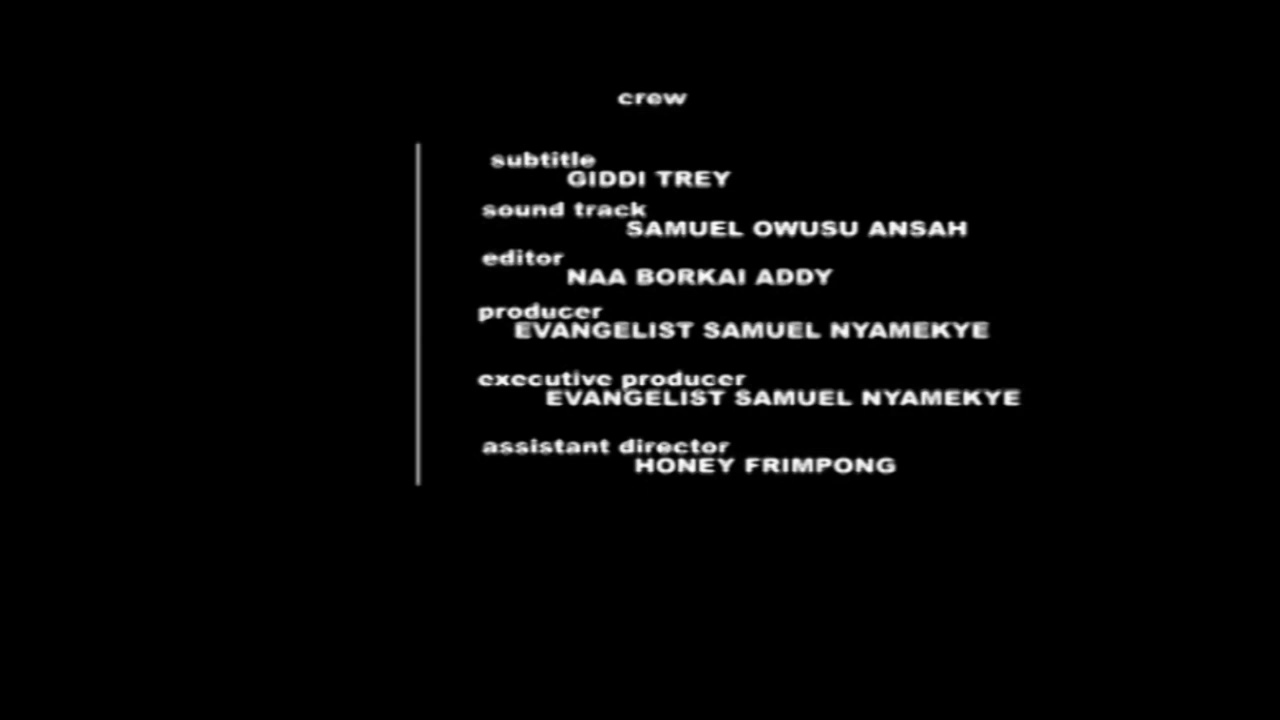 crew
subtitle
GIDDI TREY
sound track
SAMUEL OWUSU ANSAH
editor
NAA BORKAI ADDY
producer
EVANGELIST SAMUEL NYAMEKYE
executive producer
EVANGELIST SAMUEL NYAMEKYE
assistant director
HONEY FRIMPONG